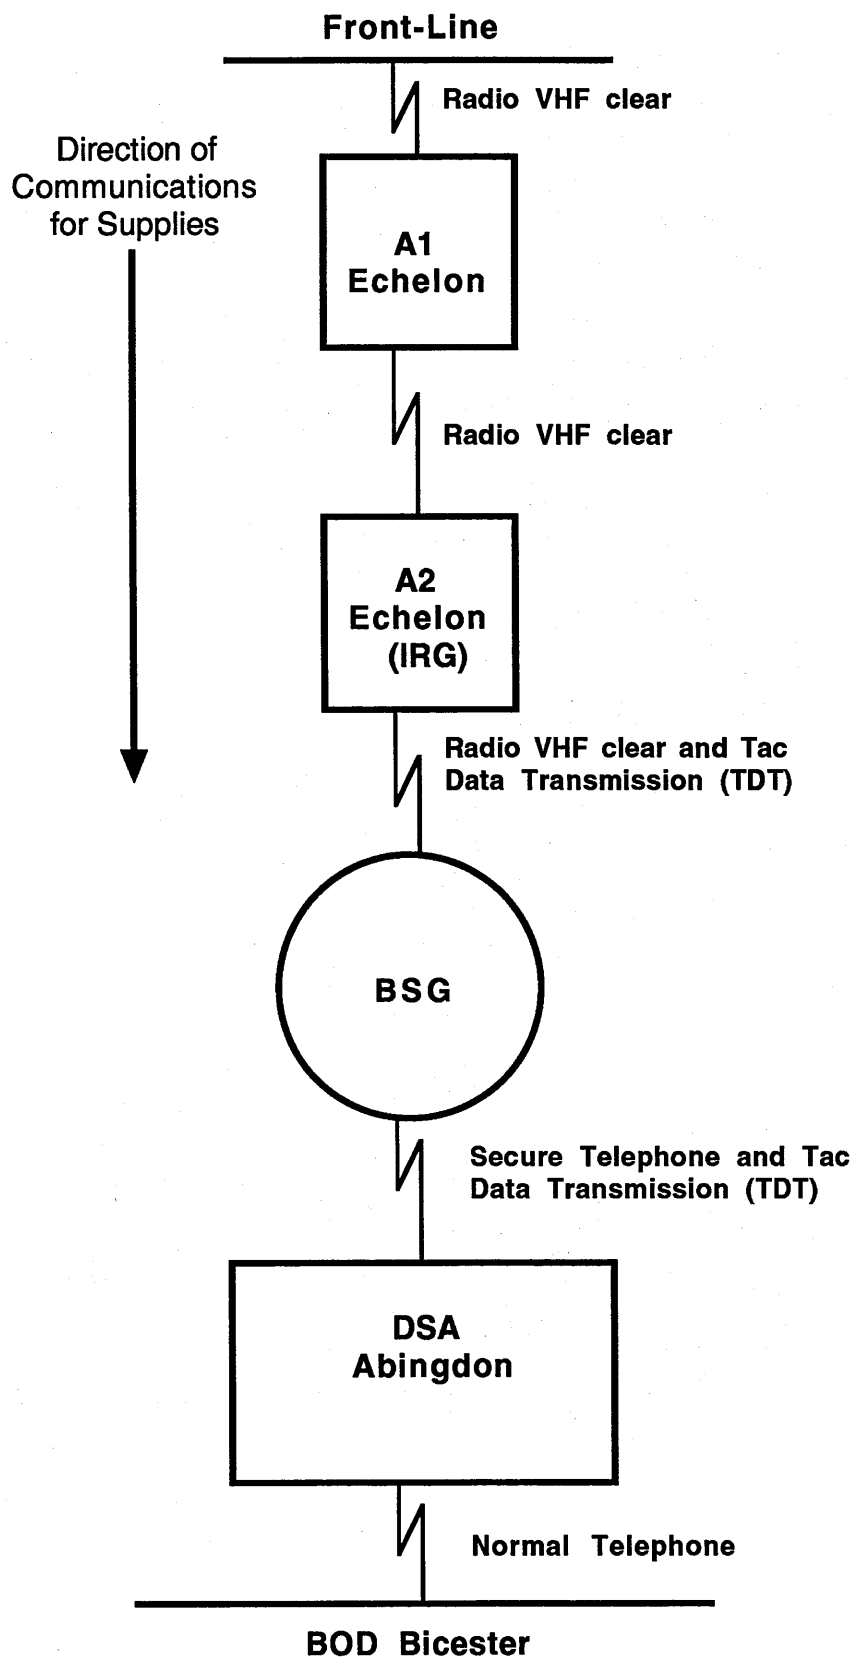 Front-Line
Radio VHF clear
Direction of
Communications
for Supplies
A1
Echelon
Radio VHF clear
A2
Echelon
(IRG)
Radio VHF clear and Tac
Data Transmission (TDT)
BSG
Secure Telephone and Tac
Data Transmission (TDT)
DSA
Abingdon
Normal Telephone
BOD Bicester